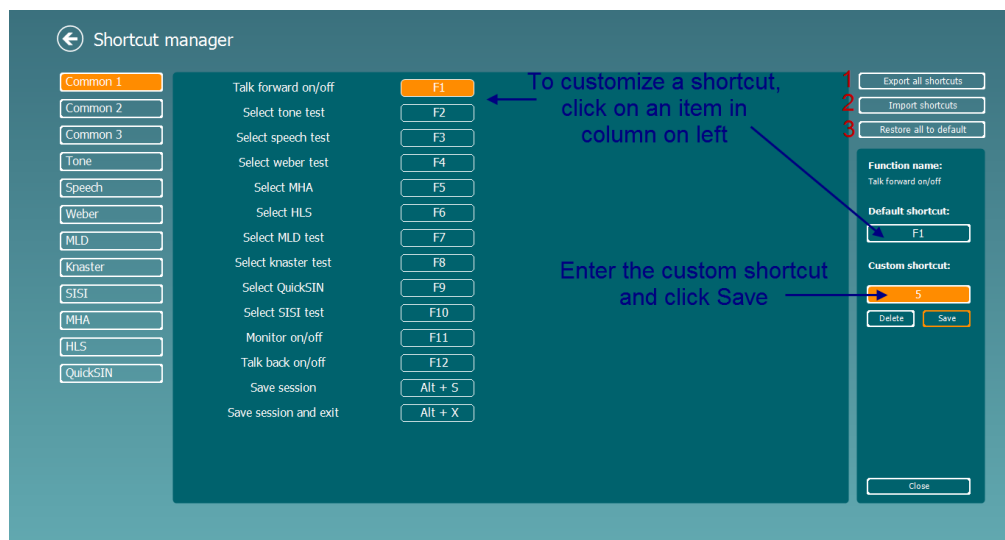 Shortcut manager
Common 1
Common 2
Common 3
Tone
Speech
Weber
MLD
Knaster
SISI
MHA
HLS
QuickSIN
Talk forward on/off F1
Select tone test F2
Select speech test F3
Select weber test F4
Select MHA F5
Select HLS F6
Select MLD test F7
Select knaster test F8
Select QuickSIN F9
Select SISI test F10
Monitor on/off F11
Talk back on/off F12
Save session Alt + S
Save session and exit Alt + X
To customize a shortcut,
click on an item in
column on left
Enter the custom shortcut
and click Save
1 Export all shortcuts
2 Import shortcuts
3 Restore all to default
Function name:
Talk forward on/off
Default shortcut:
F1
Custom shortcut:
5
Delete Save
Close